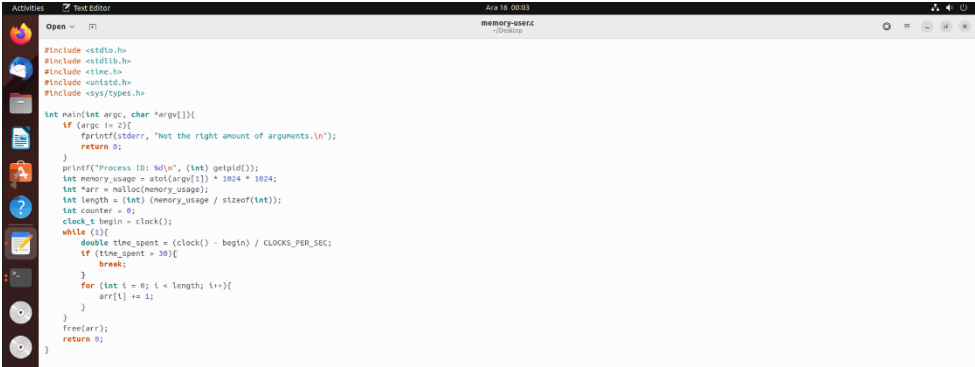 Activities Text Editor Ara 16 00:03
Open memory-user.c
~/Desktop
#include <stdio.h>
#include <stdlib.h>
#include <time.h>
#include <unistd.h>
#include <sys/types.h>
int main(int argc, char *argv[]){
    if (argc != 2){
        fprintf(stderr, "Not the right amount of arguments.\n");
        return 0;
    }
    printf("Process ID: %d\n", (int) getpid());
    int memory_usage = atoi(argv[1]) * 1024 * 1024;
    int *arr = malloc(memory_usage);
    int length = (int) (memory_usage / sizeof(int));
    int counter = 0;
    clock_t begin = clock();
    while (1){
        double time_spent = (clock() - begin) / CLOCKS_PER_SEC;
        if (time_spent > 30){
            break;
        }
        for (int i = 0; i < length; i++){
            arr[i] += 1;
        }
    }
    free(arr);
    return 0;
}